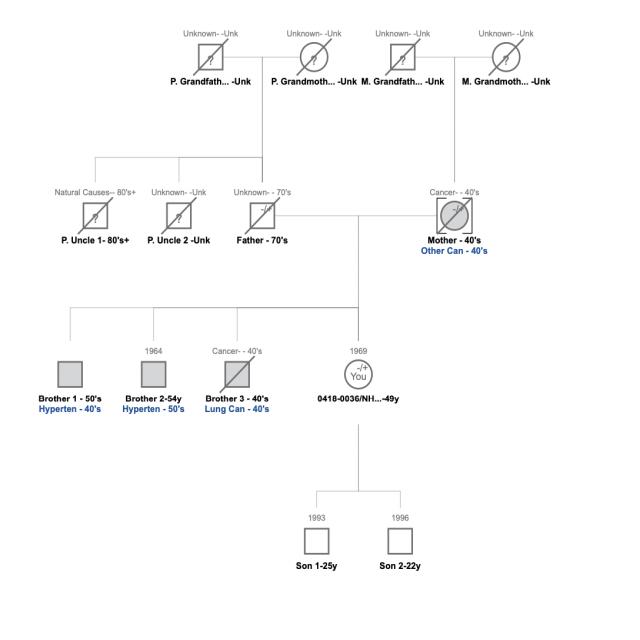 Unknown- -Unk
Unknown- -Unk
Unknown- -Unk
Unknown- -Unk
?
?
?
?
P. Grandfath... -Unk
P. Grandmoth... -Unk
M. Grandfath... -Unk
M. Grandmoth... -Unk
Natural Causes-- 80's+
Unknown- -Unk
Unknown- - 70's
Cancer- - 40's
?
?
-/+
-/+
P. Uncle 1- 80's+
P. Uncle 2 -Unk
Father - 70's
Mother - 40's
Other Can - 40's
1964
Cancer- - 40's
1969
-/+
You
Brother 1 - 50's
Brother 2-54y
Brother 3 - 40's
0418-0036/NH...-49y
Hyperten - 40's
Hyperten - 50's
Lung Can - 40's
1993
1996
Son 1-25y
Son 2-22y